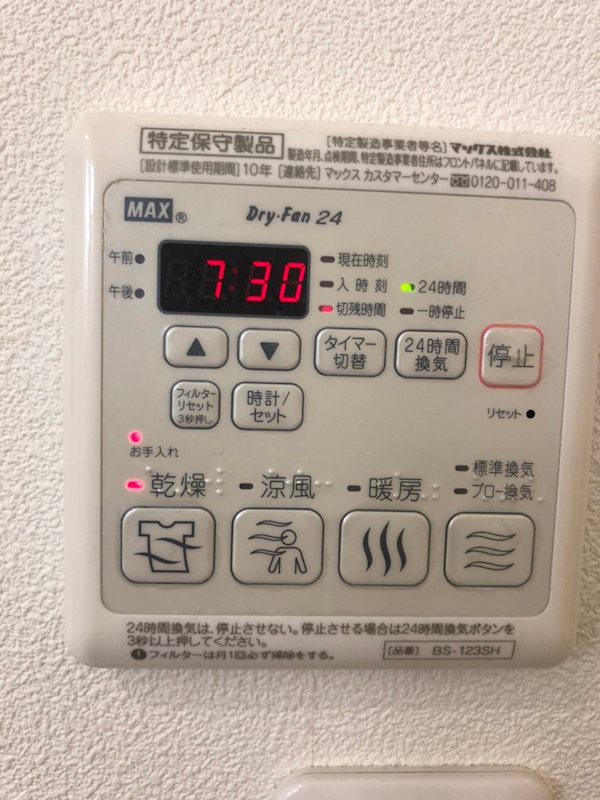 特定保守製品 [特定製造事業者等名] マックス株式会社
製造年月、点検期間、特定製造事業者住所はフロントパネルに記載しています。
[設計標準使用期間] 10年 [連絡先] マックス カスタマーセンター 0120-011-408
MAX® Dry・Fan 24
午前
午後
7:30
現在時刻
入時刻
切残時間
24時間
一時停止
▲
▼
タイマー
切替
24時間
換気
停止
フィルター
リセット
3秒押し
時計/
セット
リセット
お手入れ
乾燥
涼風
暖房
標準換気
ブロー換気
24時間換気は、停止させない。停止させる場合は24時間換気ボタンを
3秒以上押してください。
フィルターは月1回必ず掃除をする。
[品番] BS-123SH